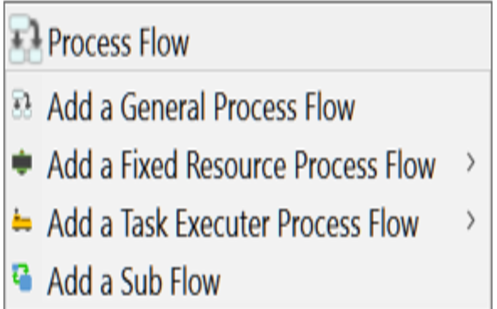 Process Flow
Add a General Process Flow
Add a Fixed Resource Process Flow
Add a Task Executer Process Flow
Add a Sub Flow